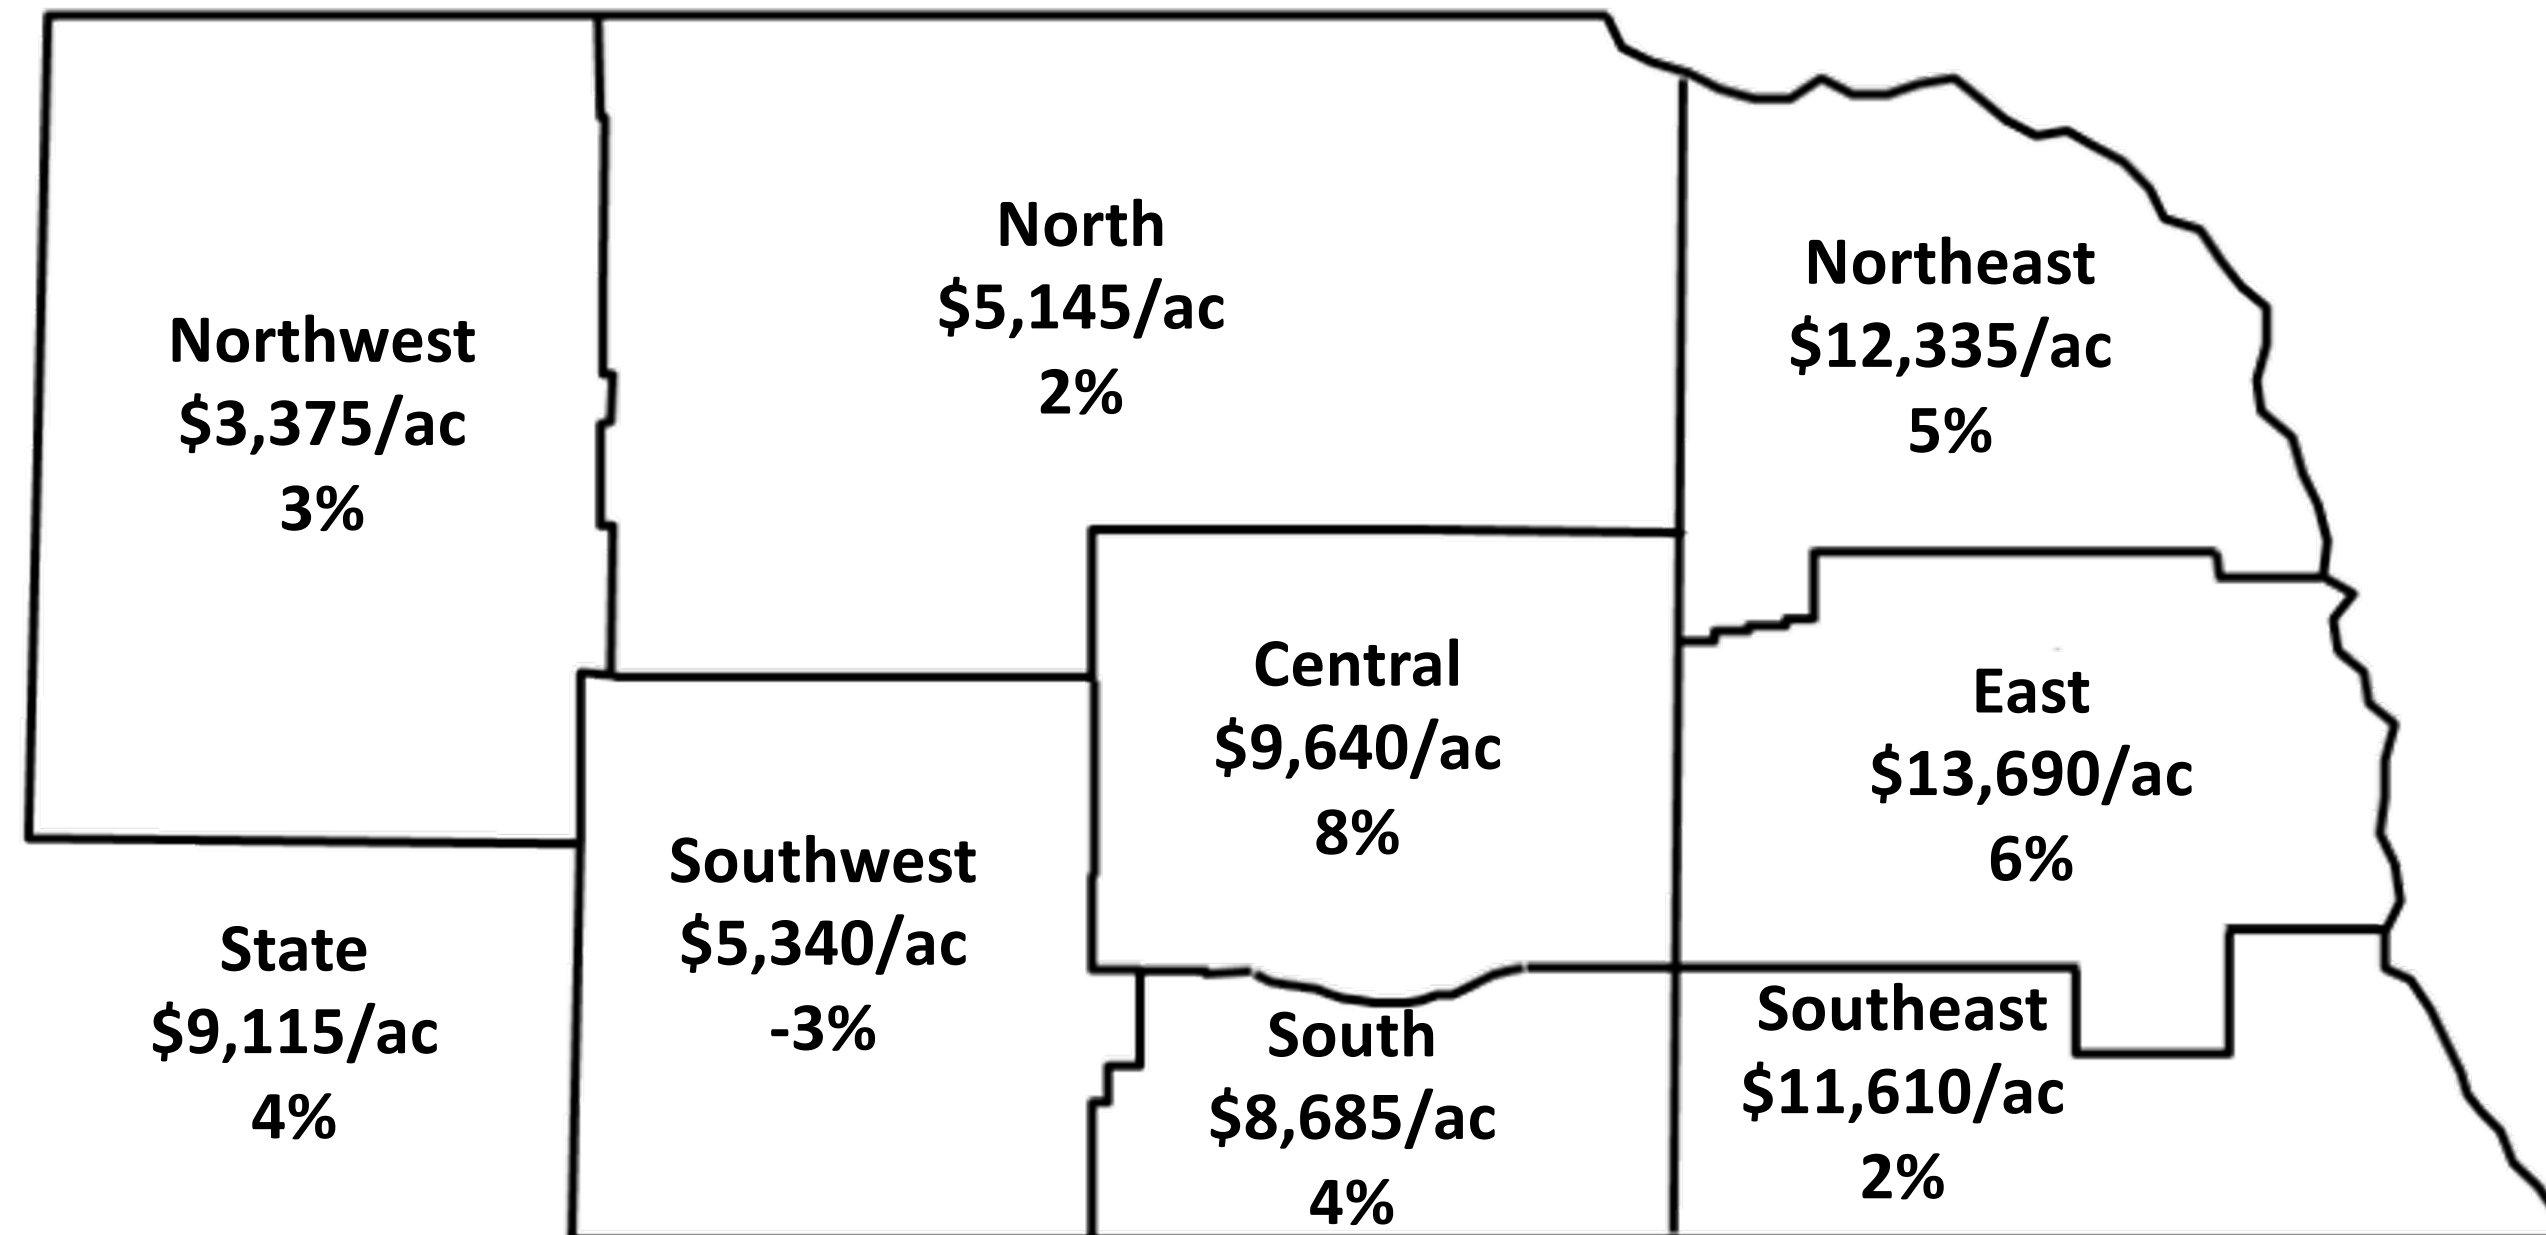 North
$5,145/ac
2%
Northeast
$12,335/ac
5%
Northwest
$3,375/ac
3%
Central
$9,640/ac
8%
East
$13,690/ac
6%
Southwest
$5,340/ac
-3%
State
$9,115/ac
4%
South
$8,685/ac
4%
Southeast
$11,610/ac
2%